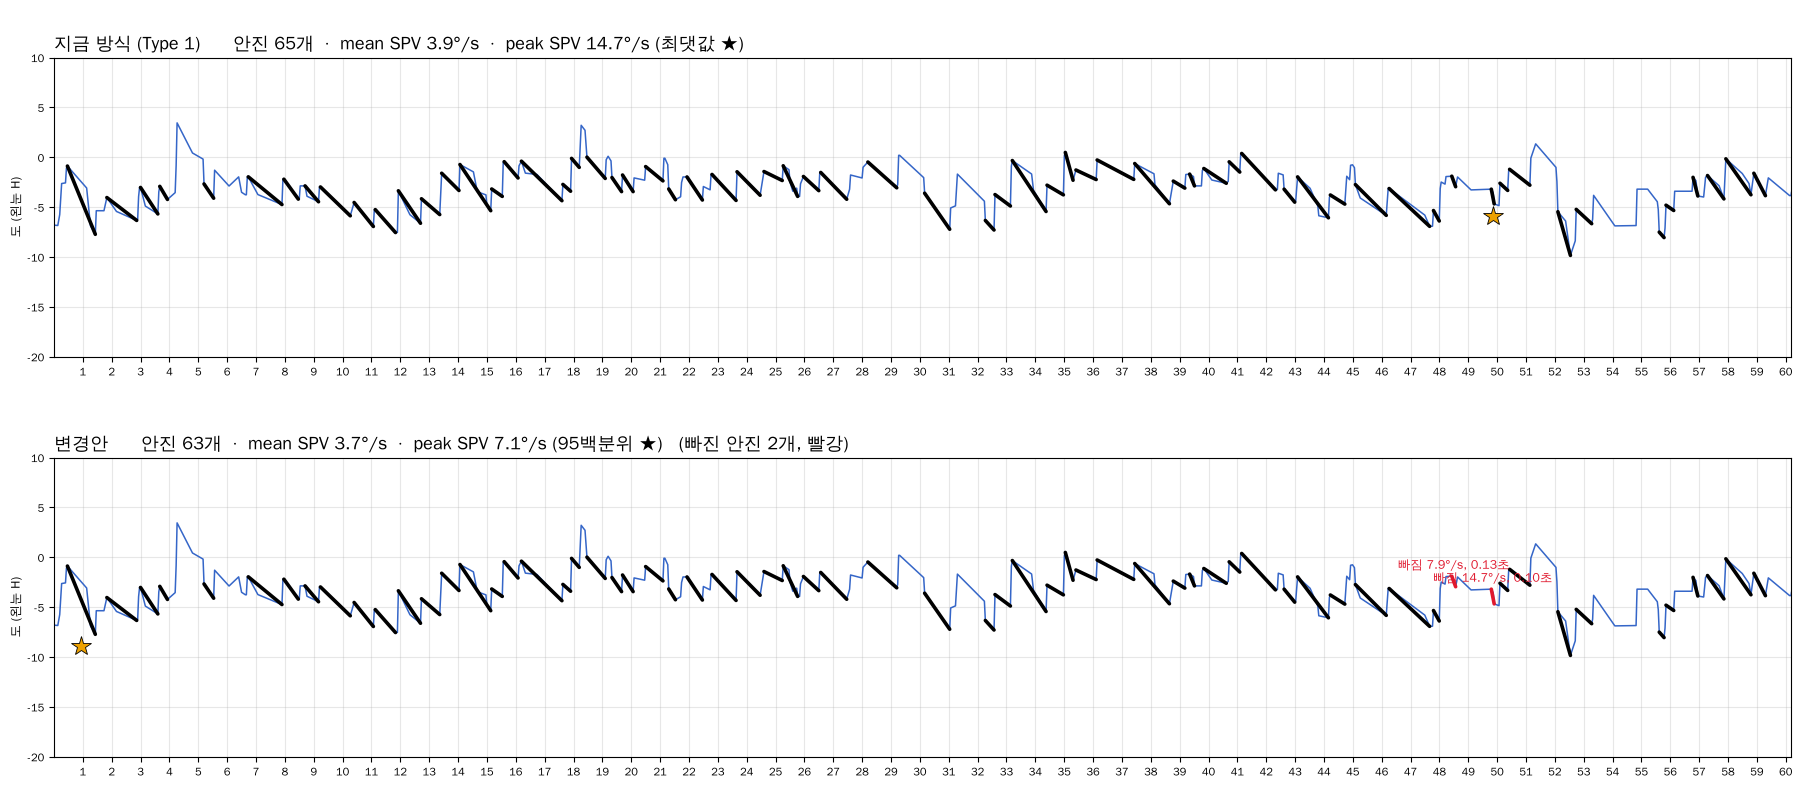 지금 방식 (Type 1)      안진 65개 · mean SPV 3.9°/s · peak SPV 14.7°/s (최댓값 ★)
10
5
0
-5
-10
-15
-20
도 (왼눈 H)
1 2 3 4 5 6 7 8 9 10 11 12 13 14 15 16 17 18 19 20 21 22 23 24 25 26 27 28 29 30 31 32 33 34 35 36 37 38 39 40 41 42 43 44 45 46 47 48 49 50 51 52 53 54 55 56 57 58 59 60
변경안      안진 63개 · mean SPV 3.7°/s · peak SPV 7.1°/s (95백분위 ★)   (빠진 안진 2개, 빨강)
10
5
0
-5
-10
-15
-20
도 (왼눈 H)
빠짐 7.9°/s, 0.13초
빠짐 14.7°/s, 0.10초
1 2 3 4 5 6 7 8 9 10 11 12 13 14 15 16 17 18 19 20 21 22 23 24 25 26 27 28 29 30 31 32 33 34 35 36 37 38 39 40 41 42 43 44 45 46 47 48 49 50 51 52 53 54 55 56 57 58 59 60